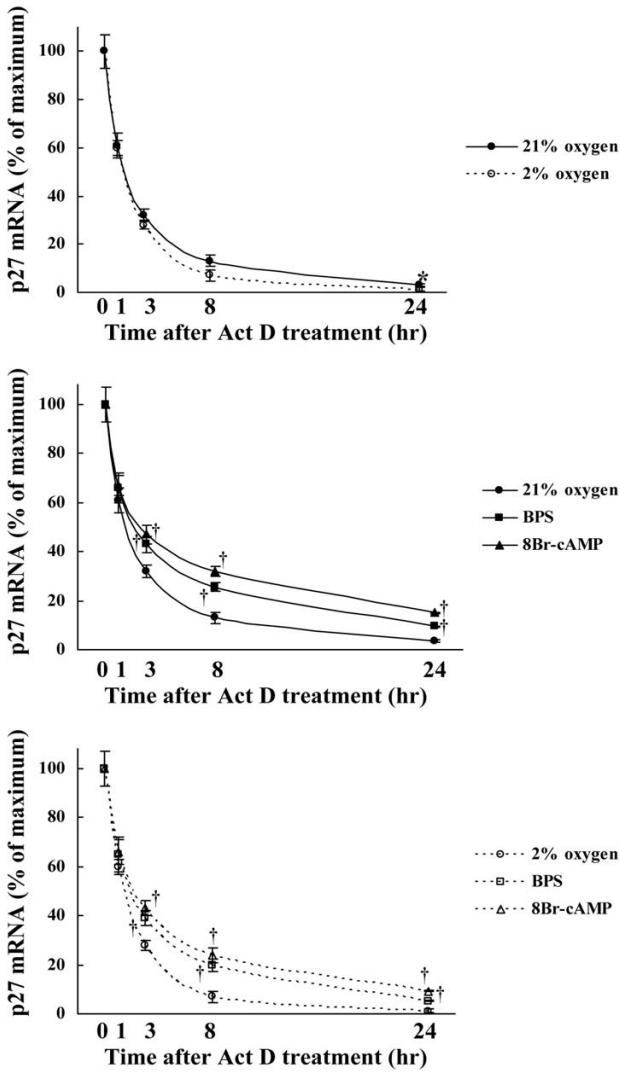 p27 mRNA (% of maximum)
100
80
60
40
20
0
*
0 1 3 8 24
Time after Act D treatment (hr)
21% oxygen
2% oxygen
p27 mRNA (% of maximum)
100
80
60
40
20
0
† †
† †
† †
0 1 3 8 24
Time after Act D treatment (hr)
21% oxygen
BPS
8Br-cAMP
p27 mRNA (% of maximum)
100
80
60
40
20
0
† †
† †
† †
0 1 3 8 24
Time after Act D treatment (hr)
2% oxygen
BPS
8Br-cAMP